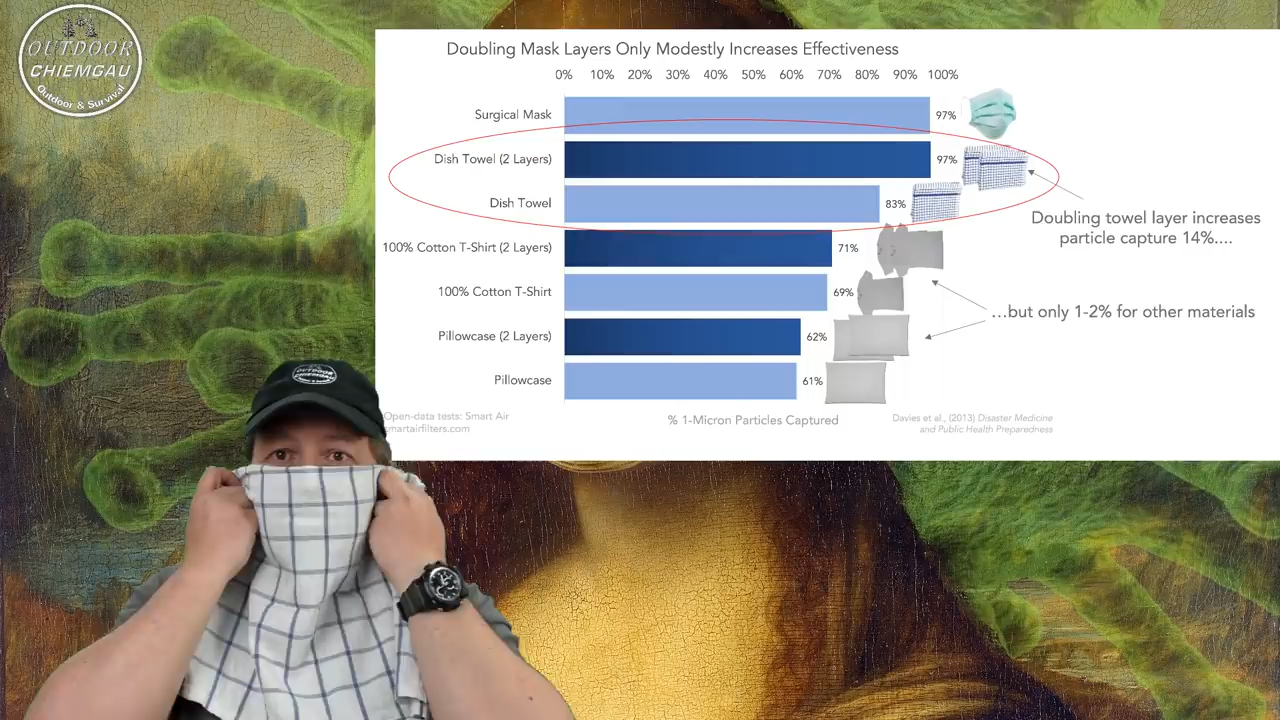 OUTDOOR
CHIEMGAU
Outdoor & Survival
Doubling Mask Layers Only Modestly Increases Effectiveness
0% 10% 20% 30% 40% 50% 60% 70% 80% 90% 100%
Surgical Mask 97%
Dish Towel (2 Layers) 97%
Dish Towel 83%
Doubling towel layer increases
particle capture 14%....
100% Cotton T-Shirt (2 Layers) 71%
100% Cotton T-Shirt 69%
...but only 1-2% for other materials
Pillowcase (2 Layers) 62%
Pillowcase 61%
Open-data tests: Smart Air
smartairfilters.com
% 1-Micron Particles Captured
Davies et al., (2013) Disaster Medicine
and Public Health Preparedness
OUTDOOR
CHIEMGAU